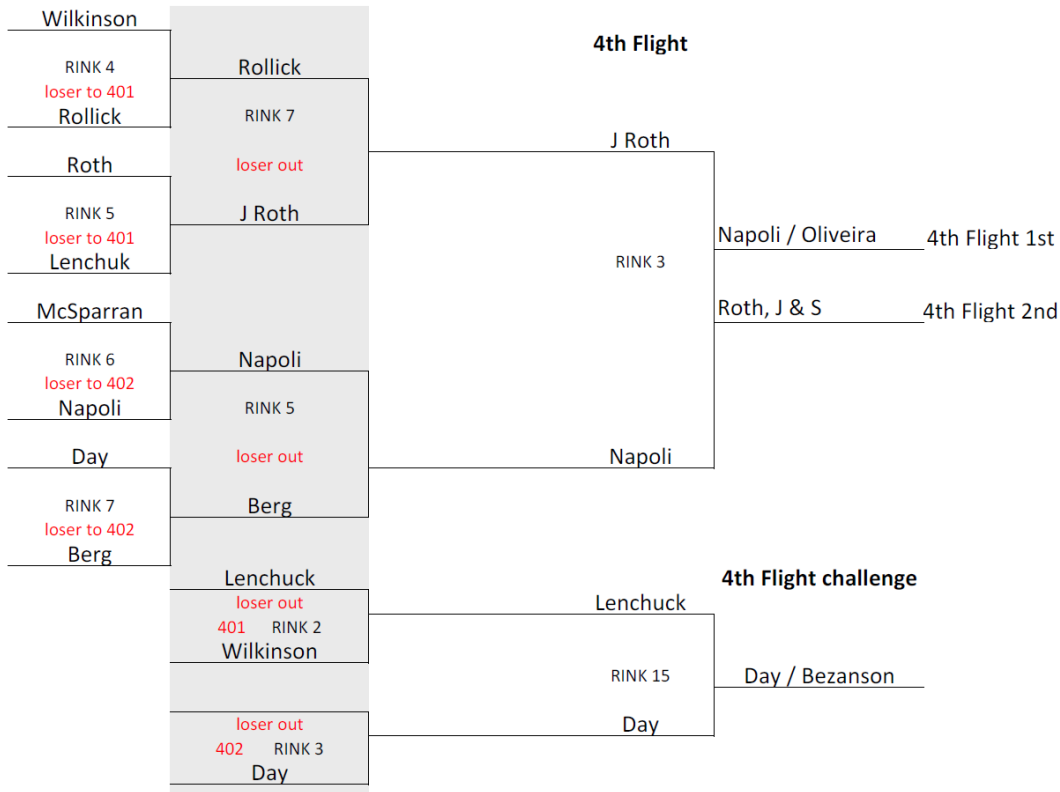 Wilkinson
4th Flight
RINK 4
Rollick
loser to 401
Rollick
RINK 7
J Roth
Roth
loser out
RINK 5
J Roth
loser to 401
Napoli / Oliveira
4th Flight 1st
Lenchuk
RINK 3
McSparran
Roth, J & S
4th Flight 2nd
RINK 6
Napoli
loser to 402
Napoli
RINK 5
Day
loser out
Napoli
RINK 7
Berg
loser to 402
Berg
Lenchuck
4th Flight challenge
loser out
Lenchuck
401 RINK 2
Wilkinson
RINK 15
Day / Bezanson
loser out
Day
402 RINK 3
Day